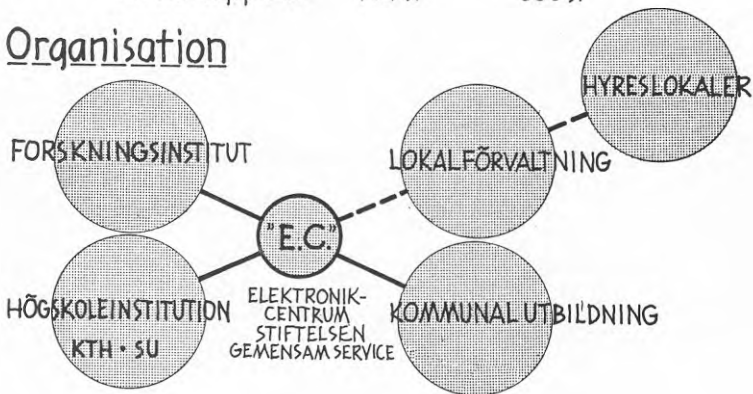 Organisation
HYRESLOKALER
FORSKNINGSINSTITUT
LOKALFÖRVALTNING
"E.C."
HÖGSKOLEINSTITUTION
KTH · SU
ELEKTRONIK-
CENTRUM
STIFTELSEN
GEMENSAM SERVICE
KOMMUNAL UTBILDNING